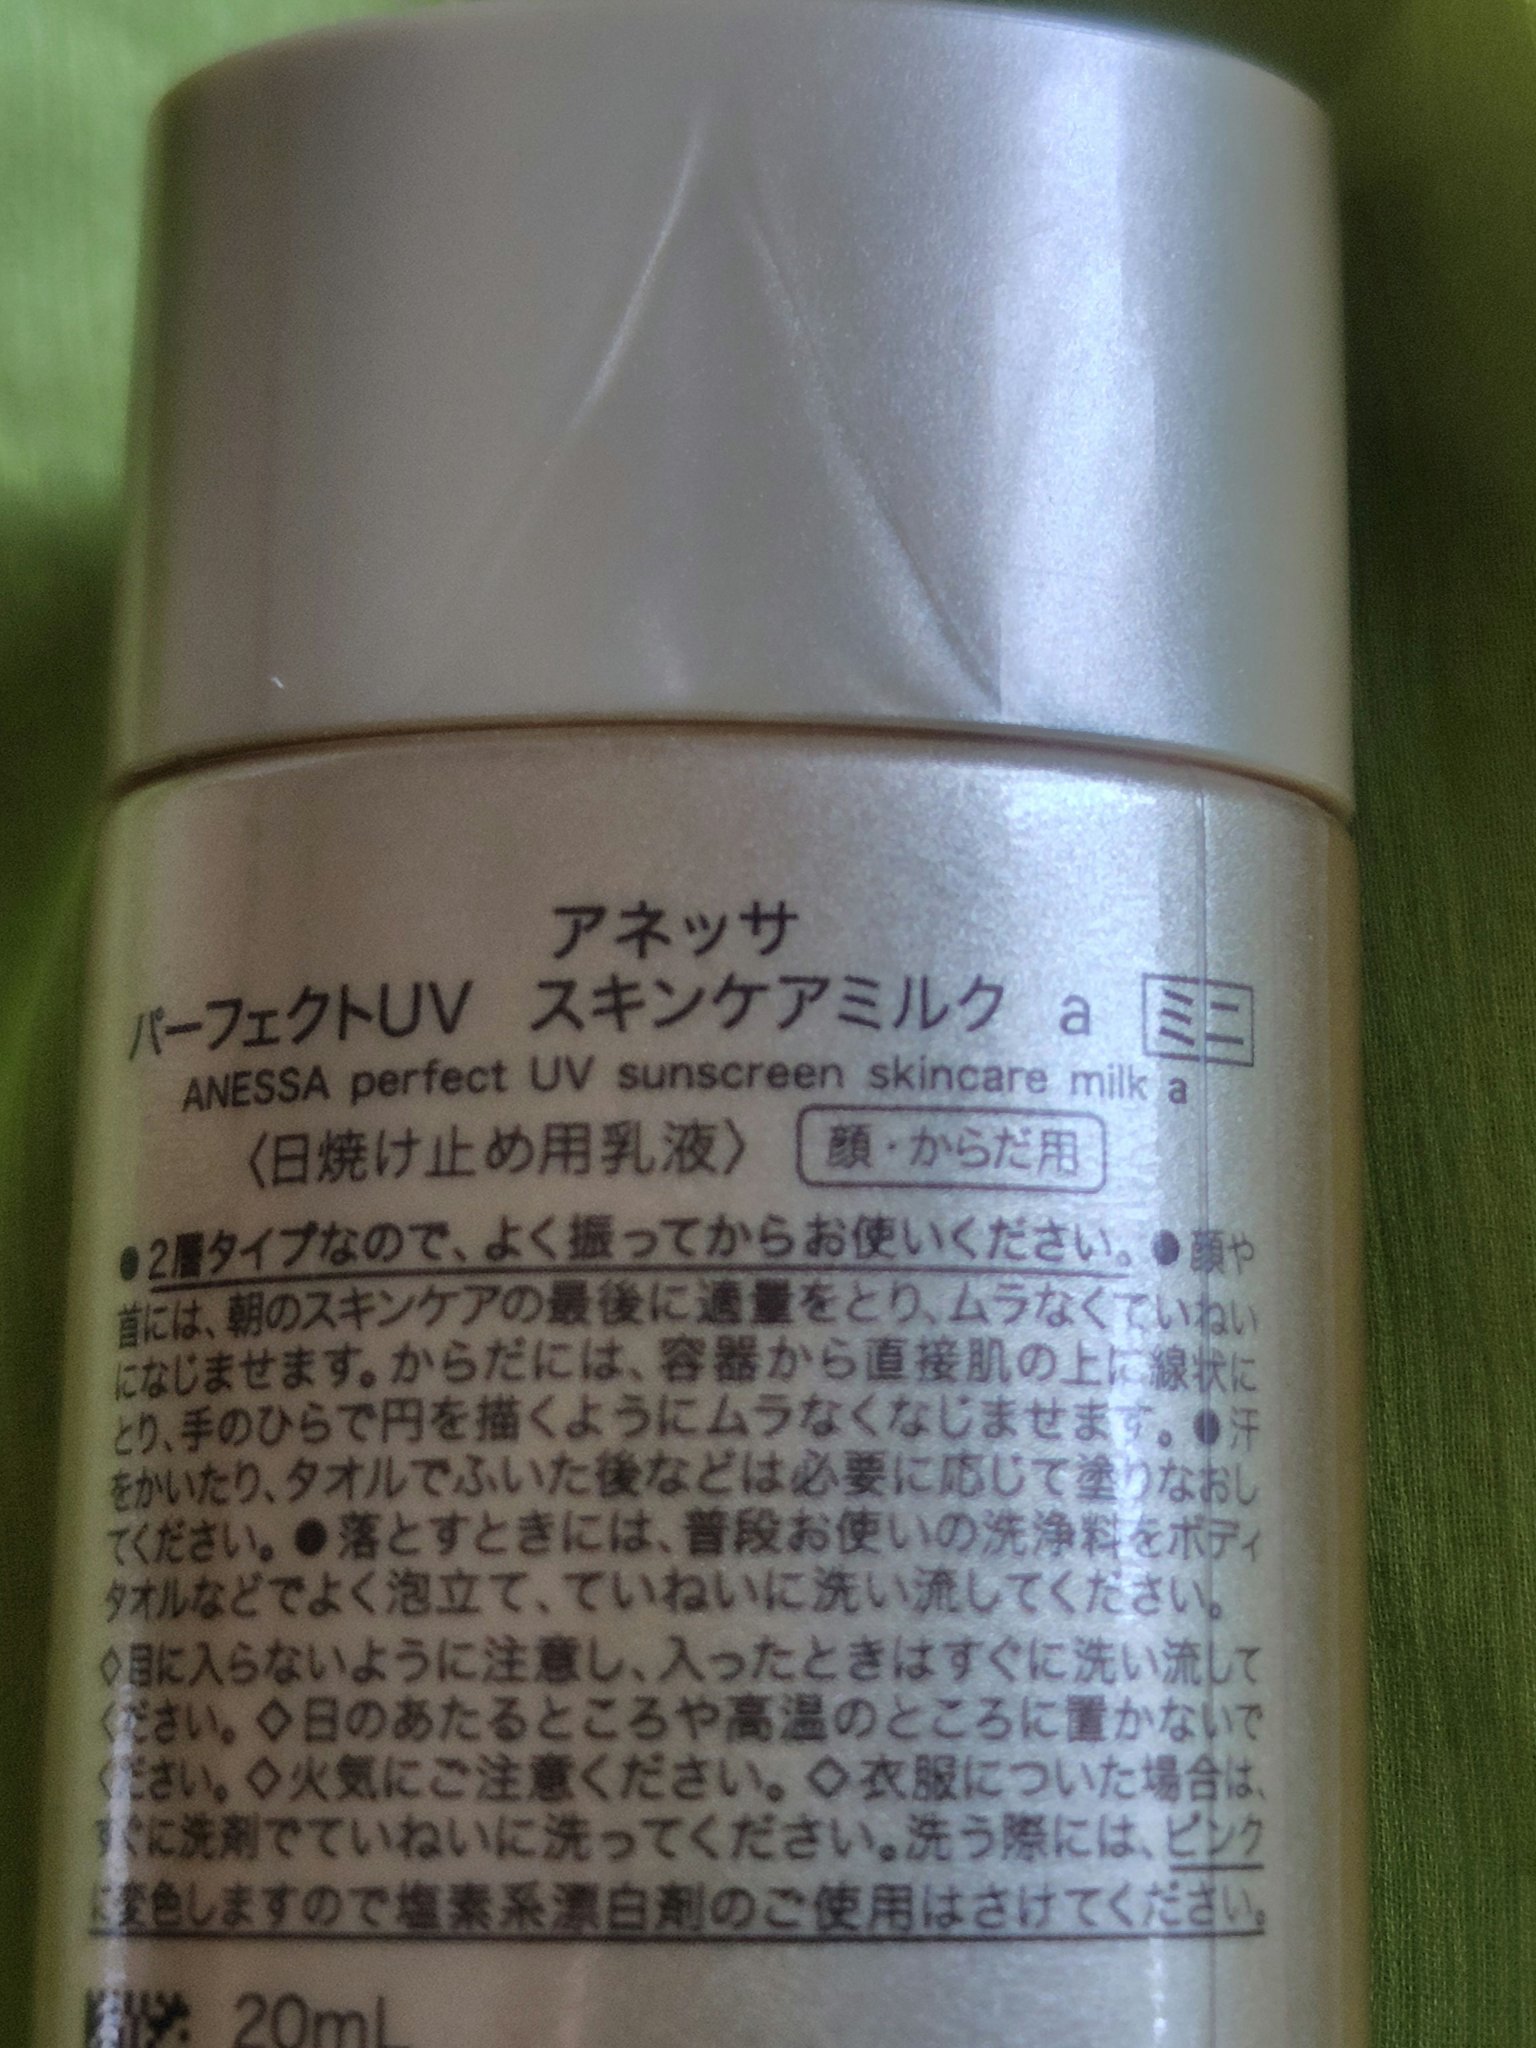 アネッサ
パーフェクトUV スキンケアミルク a ミニ
ANESSA perfect UV sunscreen skincare milk a
〈日焼け止め用乳液〉 顔・からだ用
●2層タイプなので、よく振ってからお使いください。●顔や
首には、朝のスキンケアの最後に適量をとり、ムラなくていねい
になじませます。からだには、容器から直接肌の上に線状に
とり、手のひらで円を描くようにムラなくなじませます。●汗
をかいたり、タオルでふいた後などは必要に応じて塗りなおし
てください。●落とすときには、普段お使いの洗浄料をボディ
タオルなどでよく泡立て、ていねいに洗い流してください。
◇目に入らないように注意し、入ったときはすぐに洗い流して
ください。◇日のあたるところや高温のところに置かないで
ください。◇火気にご注意ください。◇衣服についた場合は、
すぐに洗剤でていねいに洗ってください。洗う際には、ピンク
に変色しますので塩素系漂白剤のご使用はさけてください。
20mL